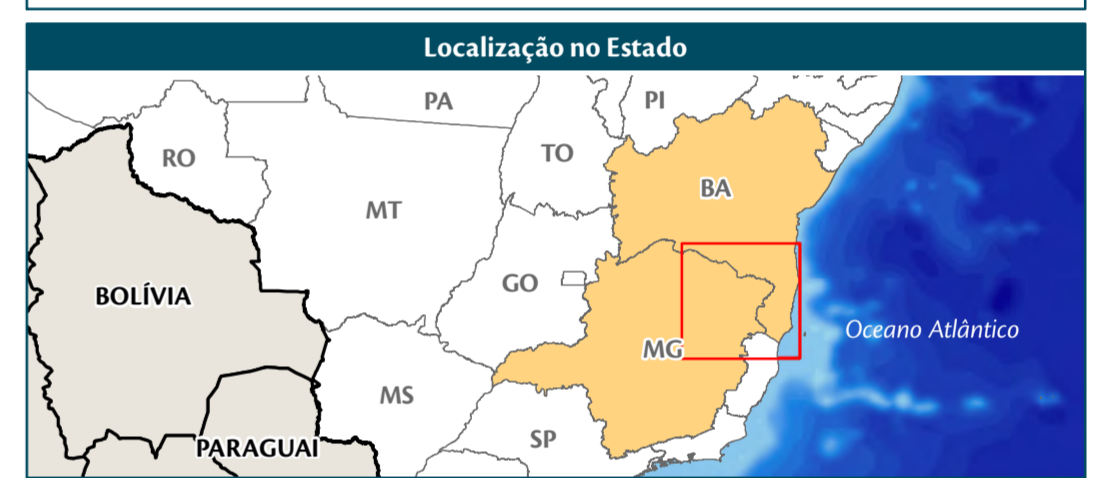 Localização no Estado
PA
PI
RO
TO
BA
MT
GO
BOLÍVIA
Oceano Atlântico
MG
MS
SP
PARAGUAI